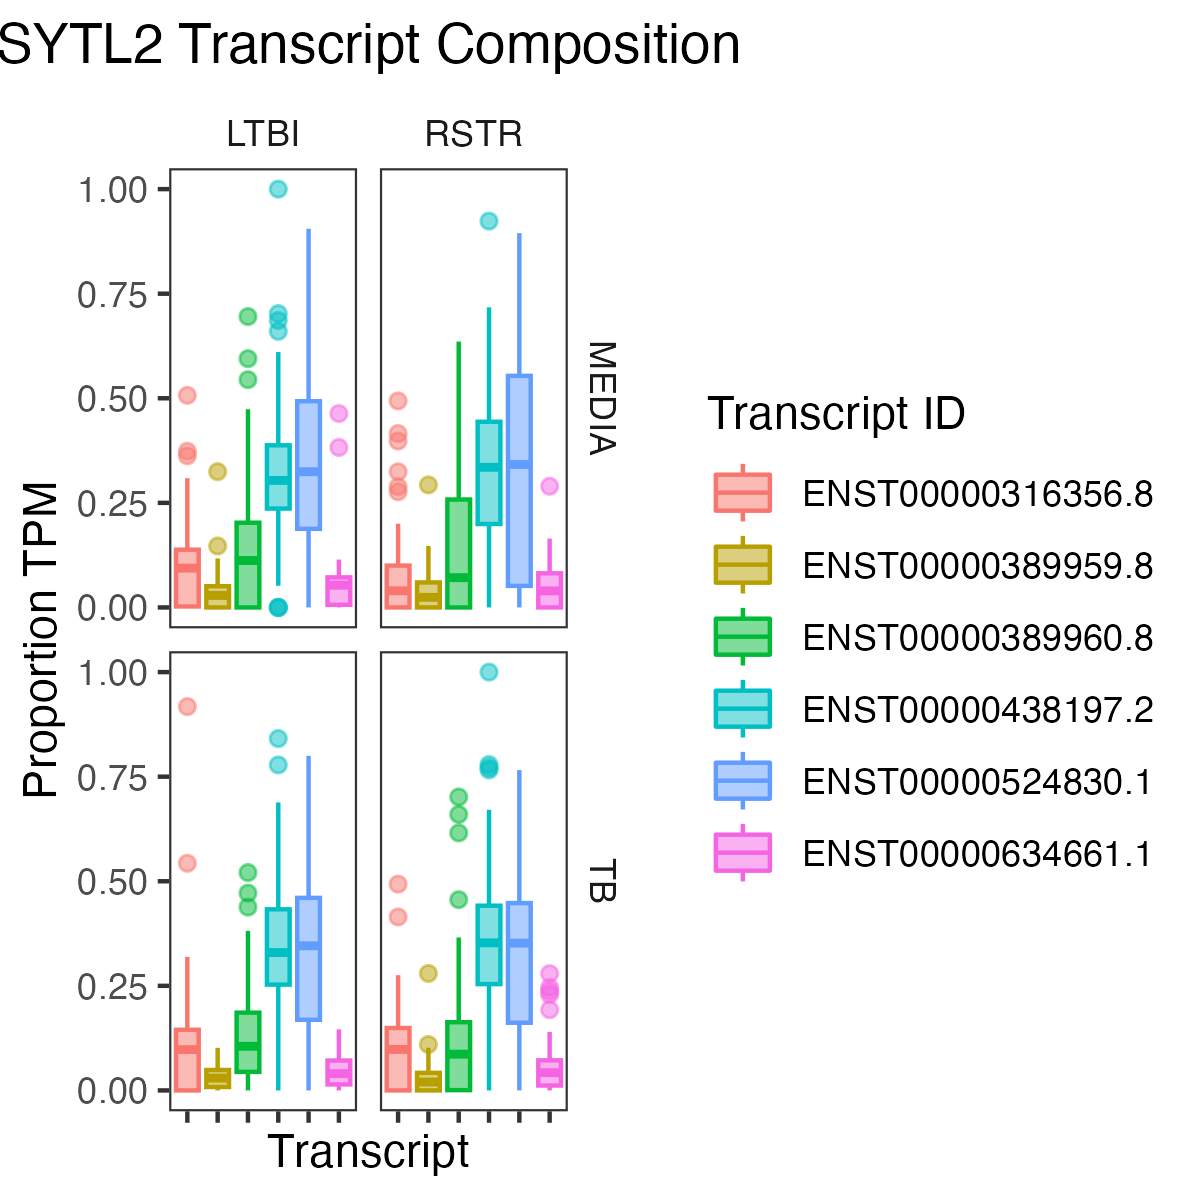 SYTL2 Transcript Composition
LTBI
RSTR
1.00
0.75
0.50
0.25
0.00
MEDIA
1.00
0.75
0.50
0.25
0.00
TB
Proportion TPM
Transcript
Transcript ID
ENST00000316356.8
ENST00000389959.8
ENST00000389960.8
ENST00000438197.2
ENST00000524830.1
ENST00000634661.1